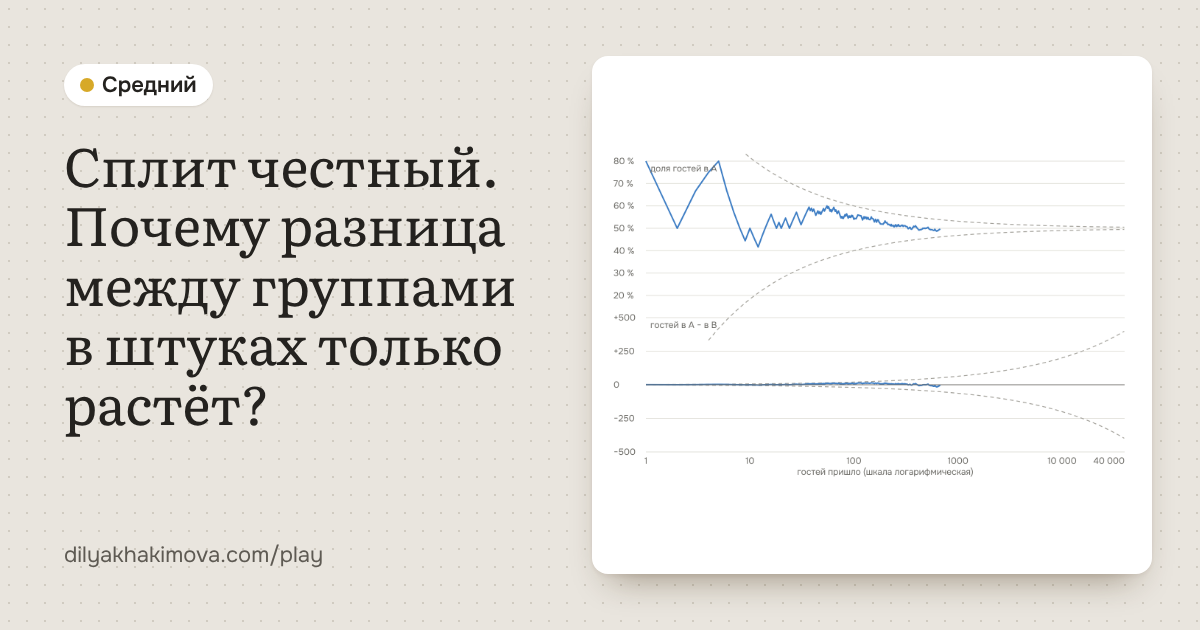 Средний
Сплит честный.
Почему разница
между группами
в штуках только
растёт?
dilyakhakimova.com/play
80 %
доля гостей в A
70 %
60 %
50 %
40 %
30 %
20 %
+500
гостей в A − в B
+250
0
−250
−500
1
10
100
1000
10 000
40 000
гостей пришло (шкала логарифмическая)